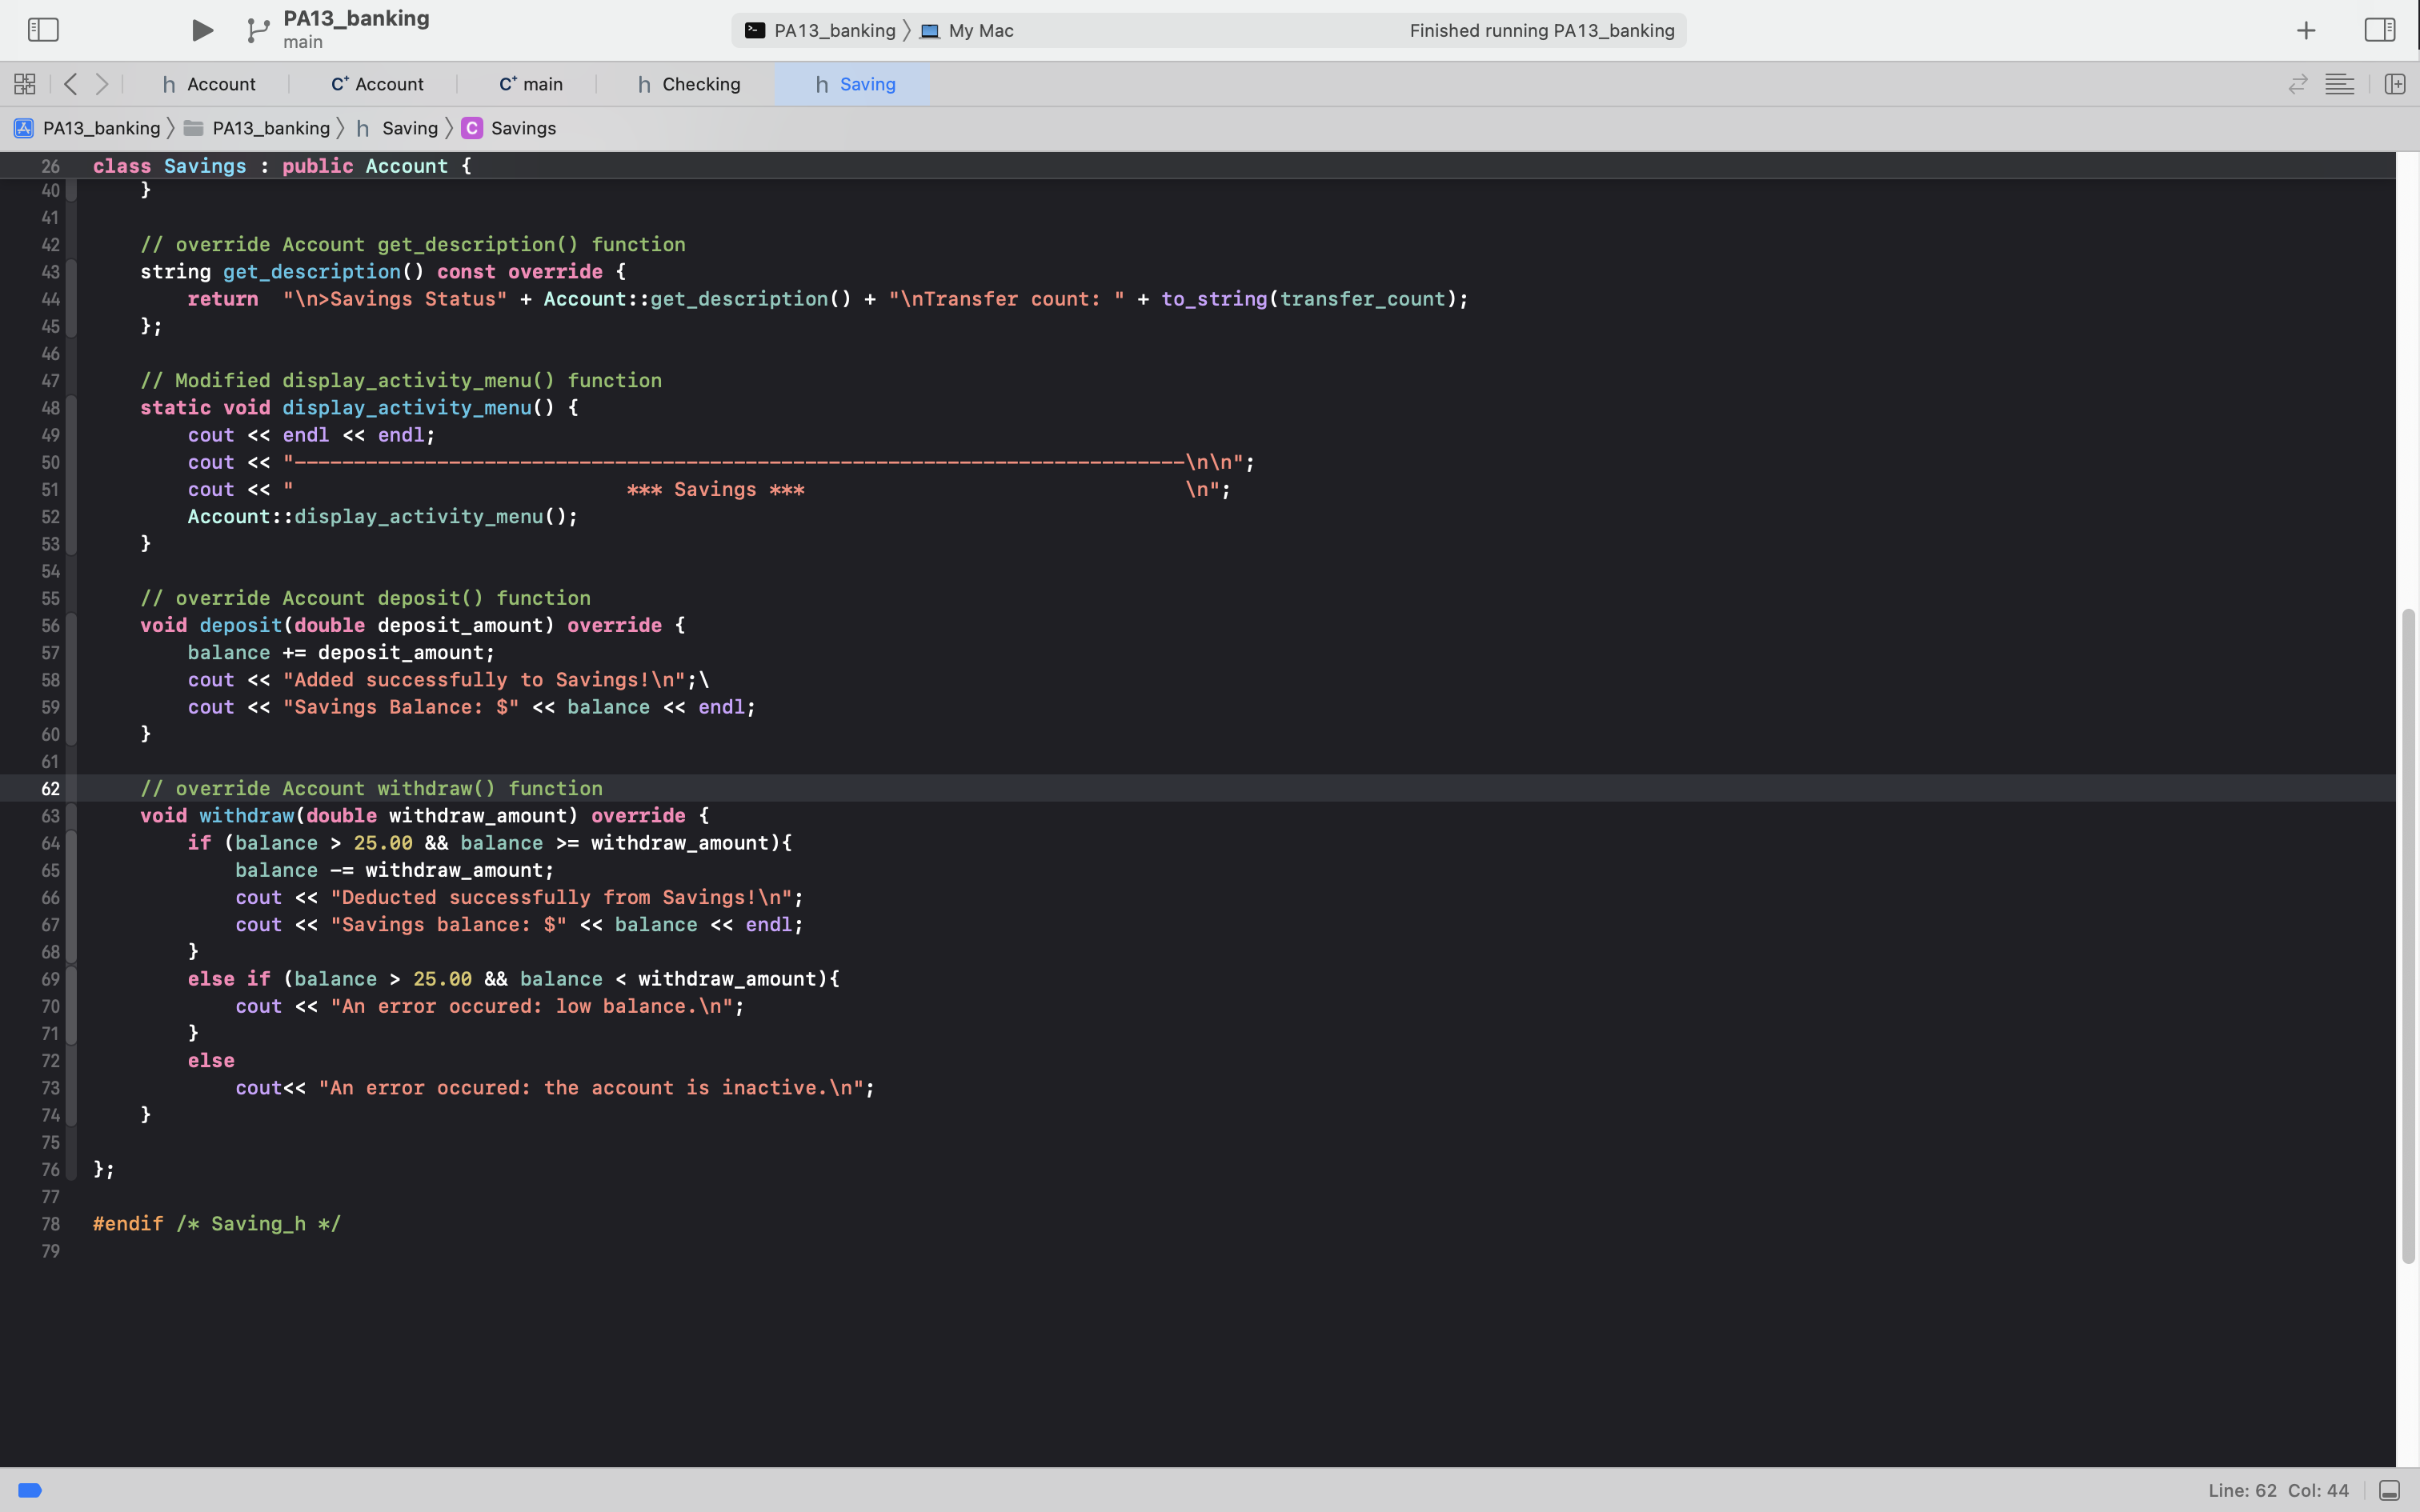 PA13_banking
main
PA13_banking My Mac Finished running PA13_banking
h Account C+ Account C+ main h Checking h Saving
PA13_banking PA13_banking h Saving C Savings
26 class Savings : public Account {
40     }
41
42     // override Account get_description() function
43     string get_description() const override {
44         return  "\n>Savings Status" + Account::get_description() + "\nTransfer count: " + to_string(transfer_count);
45     };
46
47     // Modified display_activity_menu() function
48     static void display_activity_menu() {
49         cout << endl << endl;
50         cout << "---------------------------------------------------------------------------\n\n";
51         cout << "                            *** Savings ***                                \n";
52         Account::display_activity_menu();
53     }
54
55     // override Account deposit() function
56     void deposit(double deposit_amount) override {
57         balance += deposit_amount;
58         cout << "Added successfully to Savings!\n";\
59         cout << "Savings Balance: $" << balance << endl;
60     }
61
62     // override Account withdraw() function
63     void withdraw(double withdraw_amount) override {
64         if (balance > 25.00 && balance >= withdraw_amount){
65             balance -= withdraw_amount;
66             cout << "Deducted successfully from Savings!\n";
67             cout << "Savings balance: $" << balance << endl;
68         }
69         else if (balance > 25.00 && balance < withdraw_amount){
70             cout << "An error occured: low balance.\n";
71         }
72         else
73             cout<< "An error occured: the account is inactive.\n";
74     }
75
76 };
77
78 #endif /* Saving_h */
79
Line: 62 Col: 44